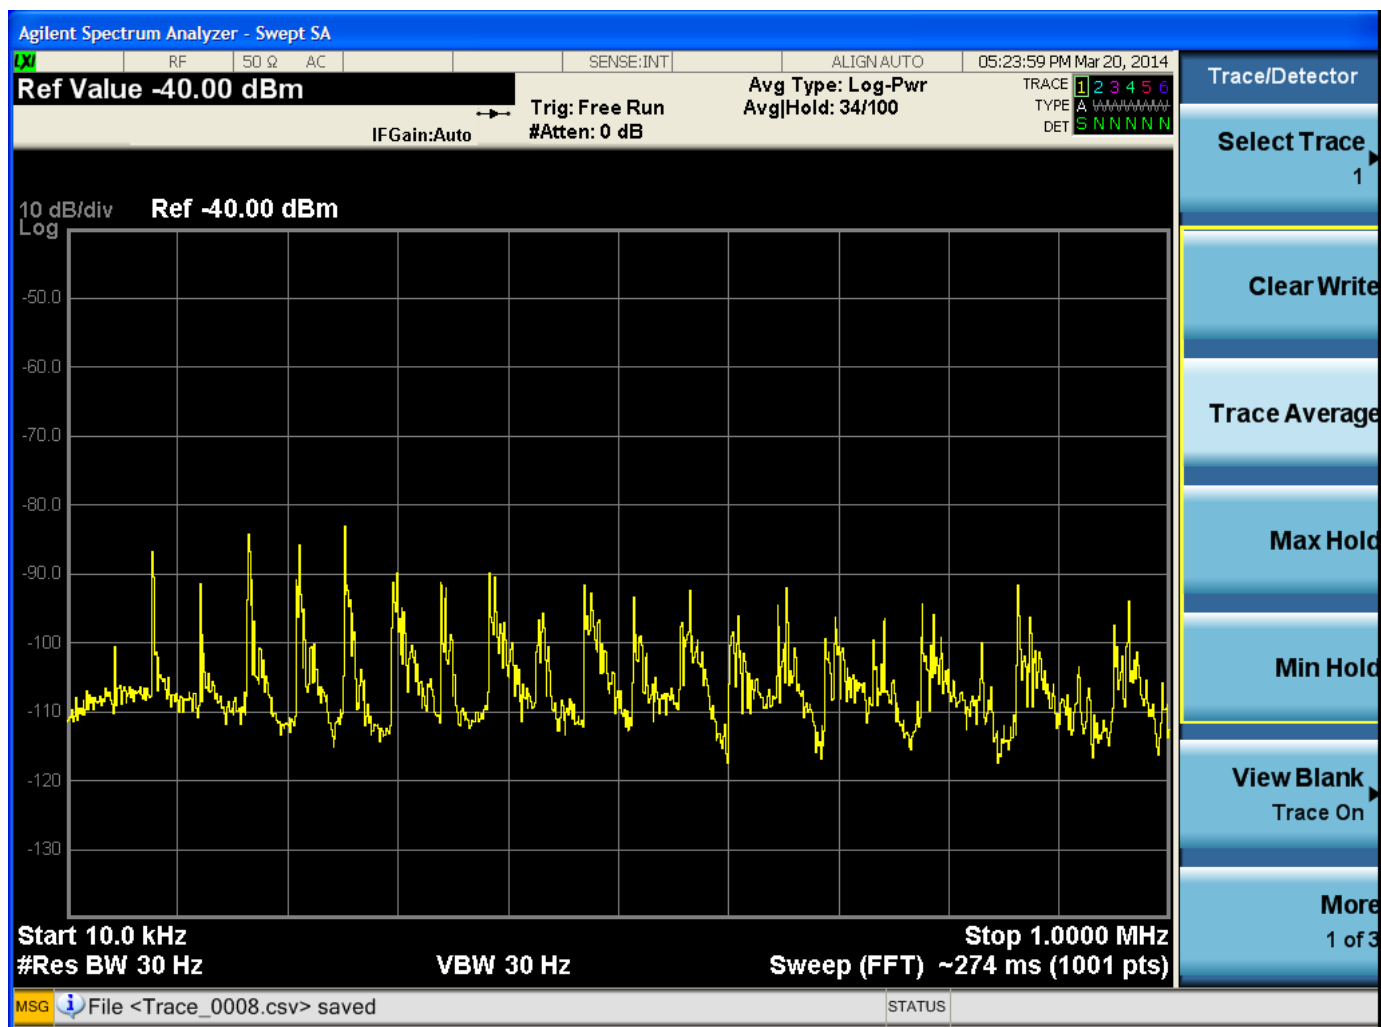 Agilent Spectrum Analyzer - Swept SA
LXI RF 50 Ω AC SENSE:INT ALIGN AUTO 05:23:59 PM Mar 20, 2014
Ref Value -40.00 dBm
Trig: Free Run
#Atten: 0 dB
IFGain:Auto
Avg Type: Log-Pwr
Avg|Hold: 34/100
TRACE 1 2 3 4 5 6
TYPE A
DET S N N N N N
10 dB/div
Log
Ref -40.00 dBm
-50.0
-60.0
-70.0
-80.0
-90.0
-100
-110
-120
-130
Start 10.0 kHz
Stop 1.0000 MHz
#Res BW 30 Hz
VBW 30 Hz
Sweep (FFT) ~274 ms (1001 pts)
Trace/Detector
Select Trace
1
Clear Write
Trace Average
Max Hold
Min Hold
View Blank
Trace On
More
1 of 3
MSG File <Trace_0008.csv> saved
STATUS